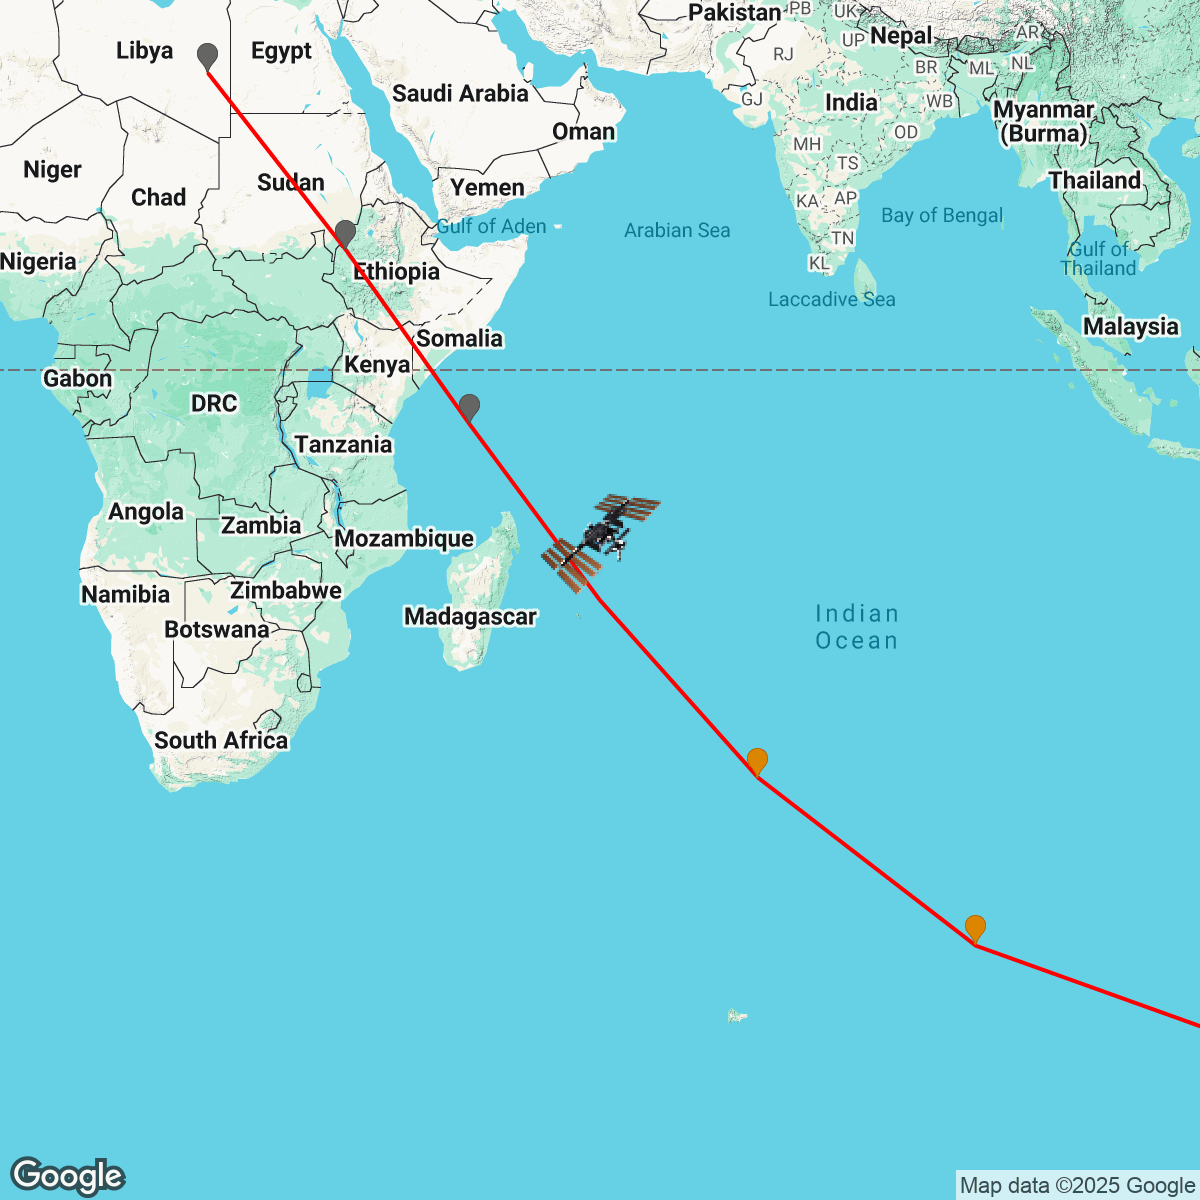 Pakistan
PB
UK
AR
Libya
Egypt
RJ
UP
Nepal
NL
BR
ML
Saudi Arabia
GJ
India
WB
Myanmar
(Burma)
Oman
OD
MH
Niger
Sudan
TS
Thailand
Chad
Yemen
KA
AP
Gulf of Aden
Arabian Sea
Bay of Bengal
TN
Nigeria
Ethiopia
KL
Gulf of
Thailand
Laccadive Sea
Somalia
Malaysia
Kenya
Gabon
DRC
Tanzania
Angola
Zambia
Mozambique
Namibia
Zimbabwe
Madagascar
Indian
Ocean
Botswana
South Africa
Google
Map data ©2025 Google